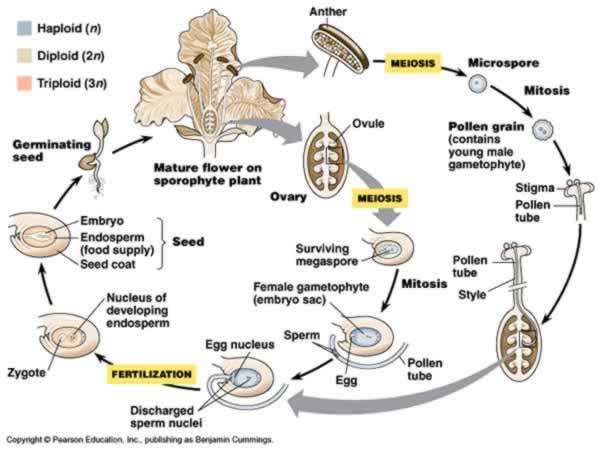 Haploid (n)
Diploid (2n)
Triploid (3n)
Anther
MEIOSIS
Microspore
Mitosis
Pollen grain
(contains
young male
gametophyte)
Germinating
seed
Mature flower on
sporophyte plant
Ovule
Ovary
MEIOSIS
Stigma
Pollen
tube
Embryo
Endosperm
(food supply)
Seed coat
Seed
Surviving
megaspore
Mitosis
Pollen
tube
Style
Female gametophyte
(embryo sac)
Nucleus of
developing
endosperm
Zygote
FERTILIZATION
Egg nucleus
Sperm
Egg
Pollen
tube
Discharged
sperm nuclei
Copyright © Pearson Education, Inc., publishing as Benjamin Cummings.